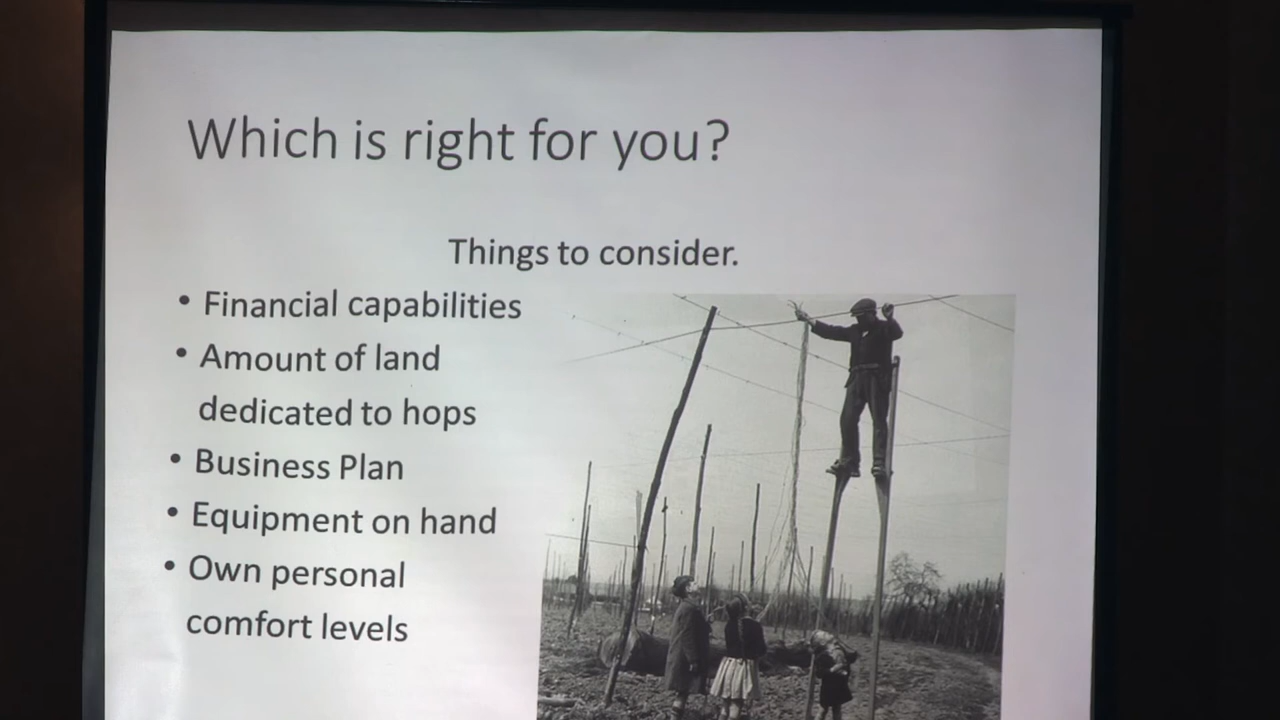 Which is right for you?
Things to consider.
• Financial capabilities
• Amount of land
dedicated to hops
• Business Plan
• Equipment on hand
• Own personal
comfort levels